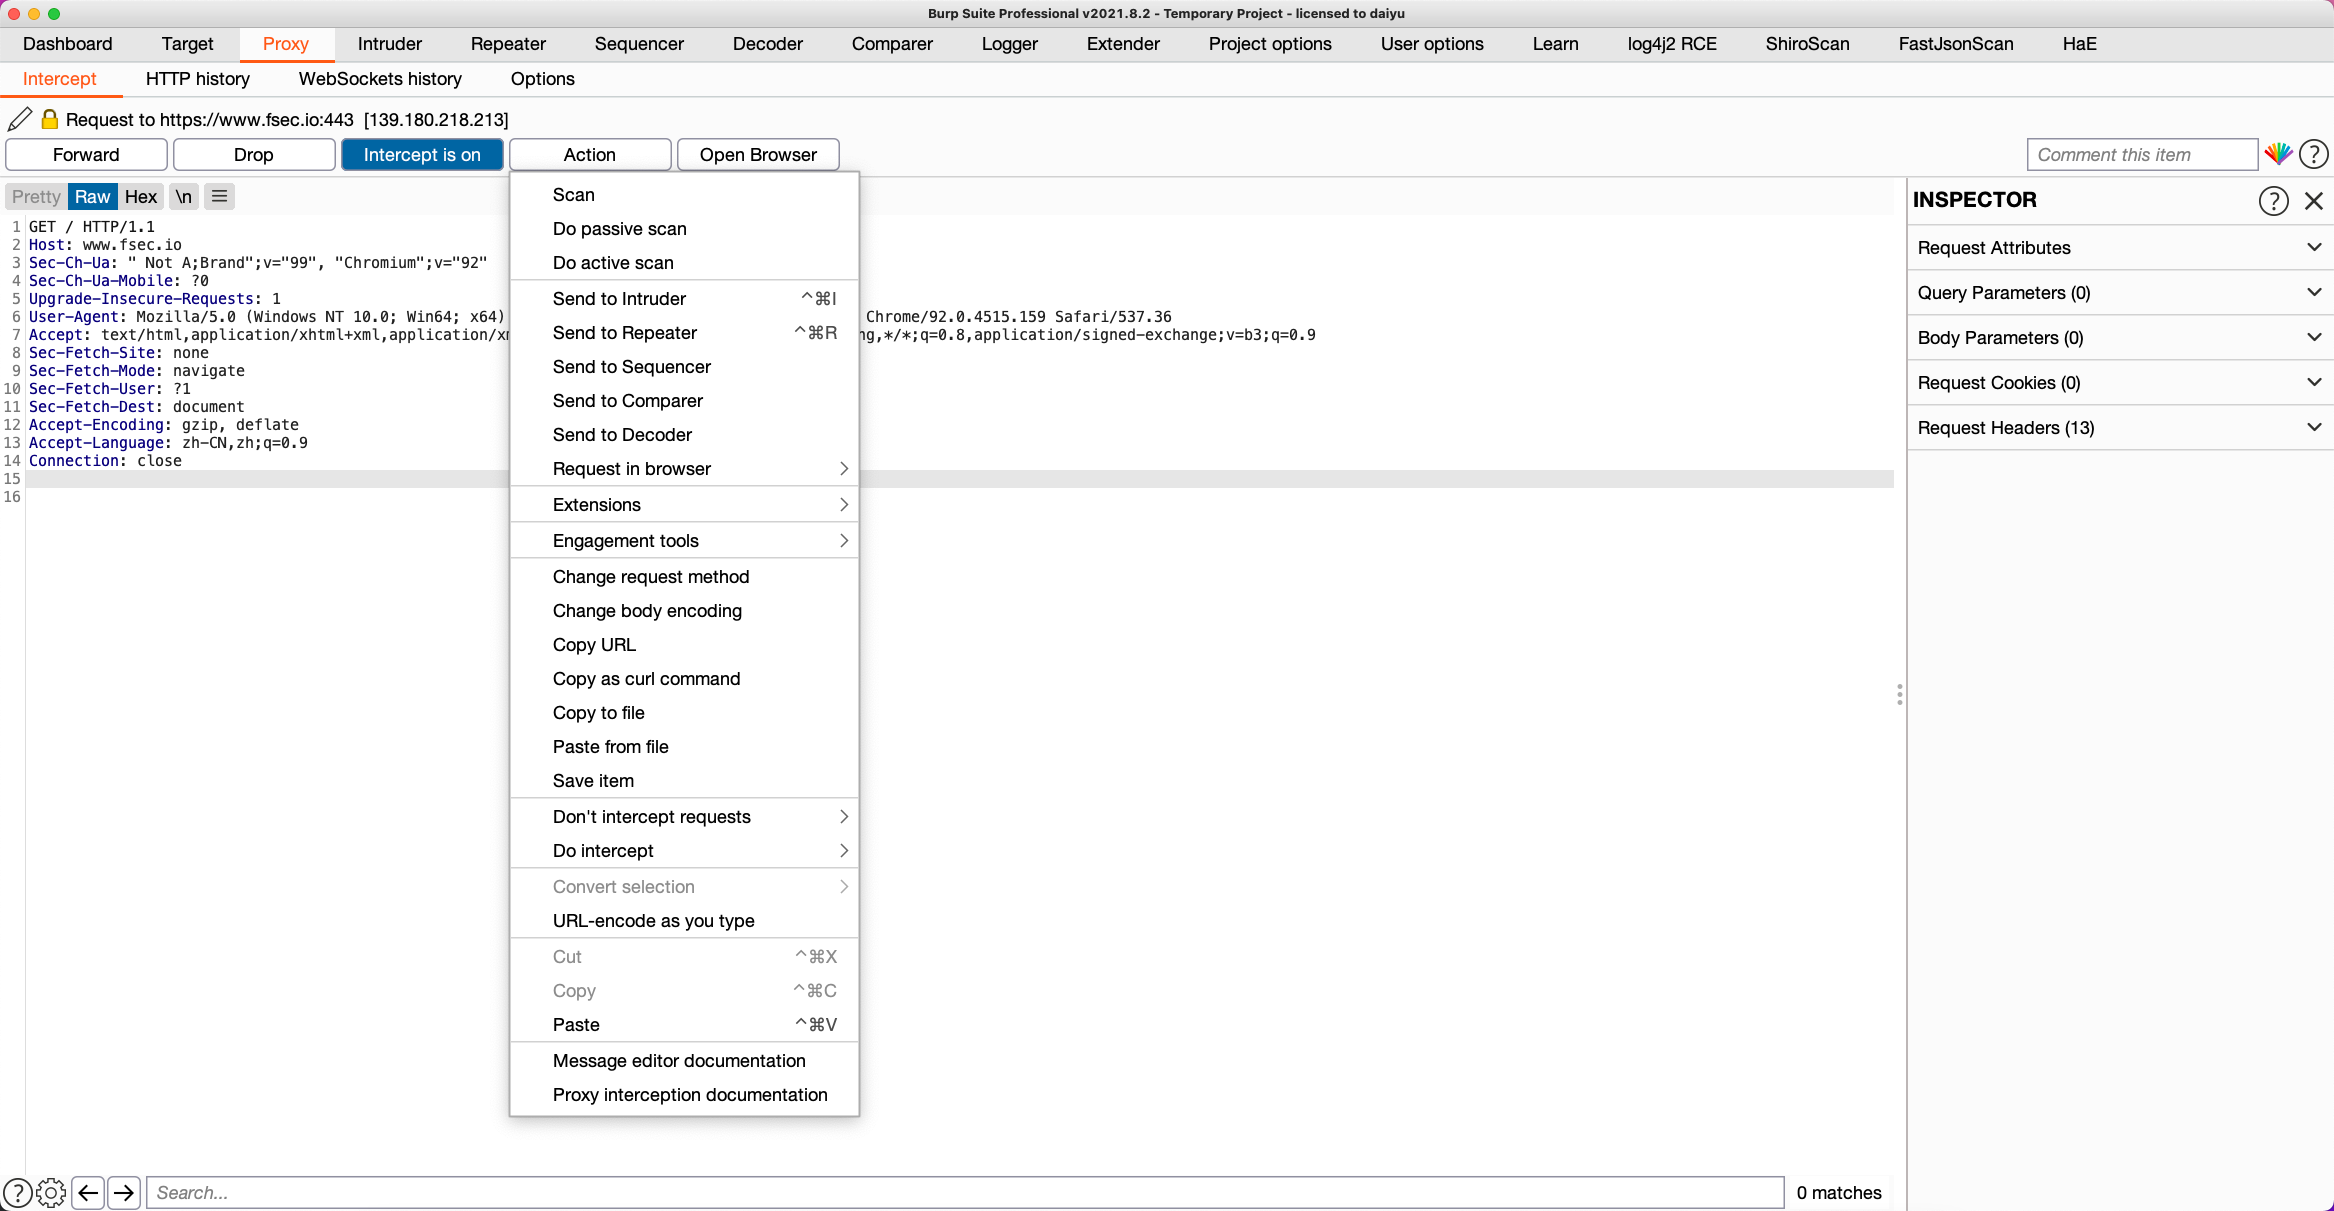 Burp Suite Professional v2021.8.2 - Temporary Project - licensed to daiyu
Dashboard Target Proxy Intruder Repeater Sequencer Decoder Comparer Logger Extender Project options User options Learn log4j2 RCE ShiroScan FastJsonScan HaE
Intercept HTTP history WebSockets history Options
Request to https://www.fsec.io:443 [139.180.218.213]
Forward Drop Intercept is on Action Open Browser Comment this item ?
Pretty Raw Hex \n
1 GET / HTTP/1.1
2 Host: www.fsec.io
3 Sec-Ch-Ua: " Not A;Brand";v="99", "Chromium";v="92"
4 Sec-Ch-Ua-Mobile: ?0
5 Upgrade-Insecure-Requests: 1
6 User-Agent: Mozilla/5.0 (Windows NT 10.0; Win64; x64) Chrome/92.0.4515.159 Safari/537.36
7 Accept: text/html,application/xhtml+xml,application/xm ng,*/*;q=0.8,application/signed-exchange;v=b3;q=0.9
8 Sec-Fetch-Site: none
9 Sec-Fetch-Mode: navigate
10 Sec-Fetch-User: ?1
11 Sec-Fetch-Dest: document
12 Accept-Encoding: gzip, deflate
13 Accept-Language: zh-CN,zh;q=0.9
14 Connection: close
15
16
Scan
Do passive scan
Do active scan
Send to Intruder ^⌘I
Send to Repeater ^⌘R
Send to Sequencer
Send to Comparer
Send to Decoder
Request in browser
Extensions
Engagement tools
Change request method
Change body encoding
Copy URL
Copy as curl command
Copy to file
Paste from file
Save item
Don't intercept requests
Do intercept
Convert selection
URL-encode as you type
Cut ^⌘X
Copy ^⌘C
Paste ^⌘V
Message editor documentation
Proxy interception documentation
INSPECTOR ?
Request Attributes
Query Parameters (0)
Body Parameters (0)
Request Cookies (0)
Request Headers (13)
? Search... 0 matches